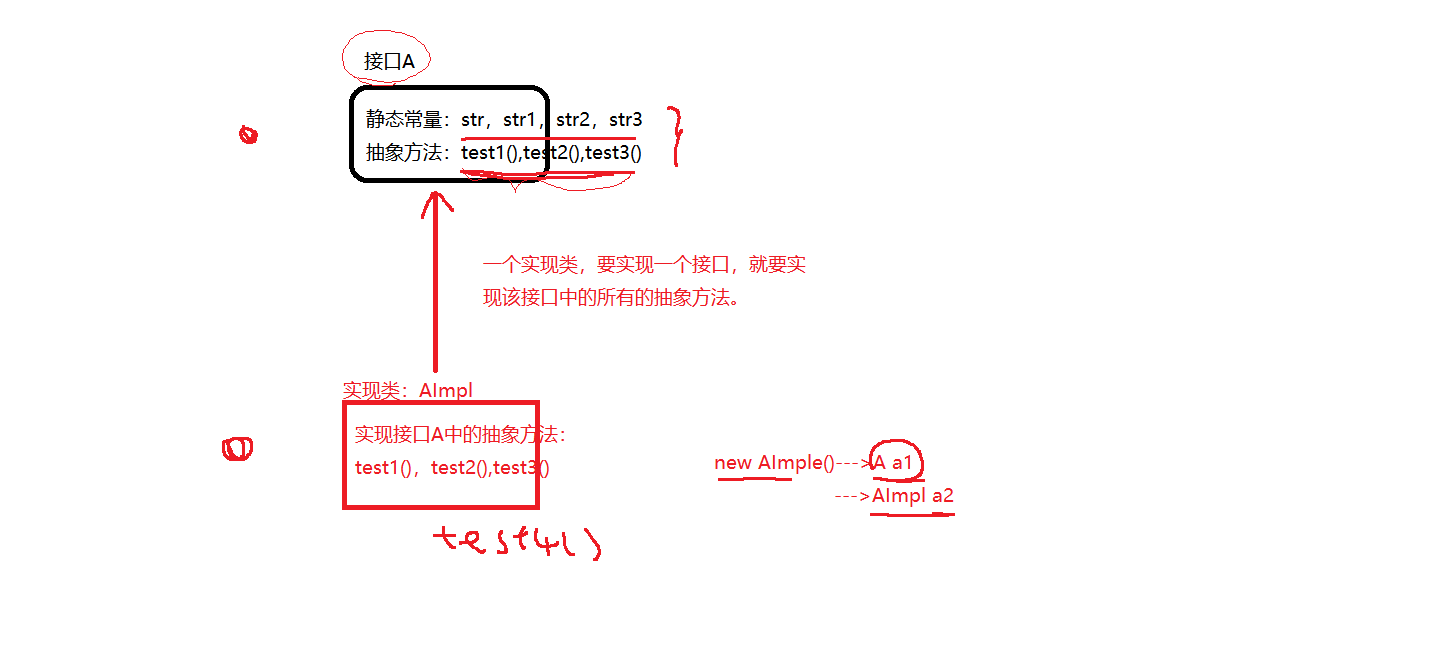 接口A
静态常量：str，str1，str2，str3
抽象方法：test1(),test2(),test3()
一个实现类，要实现一个接口，就要实
现该接口中的所有的抽象方法。
实现类：AImpl
实现接口A中的抽象方法：
test1()，test2(),test3()
new AImple()--->A a1
--->AImpl a2
test4()